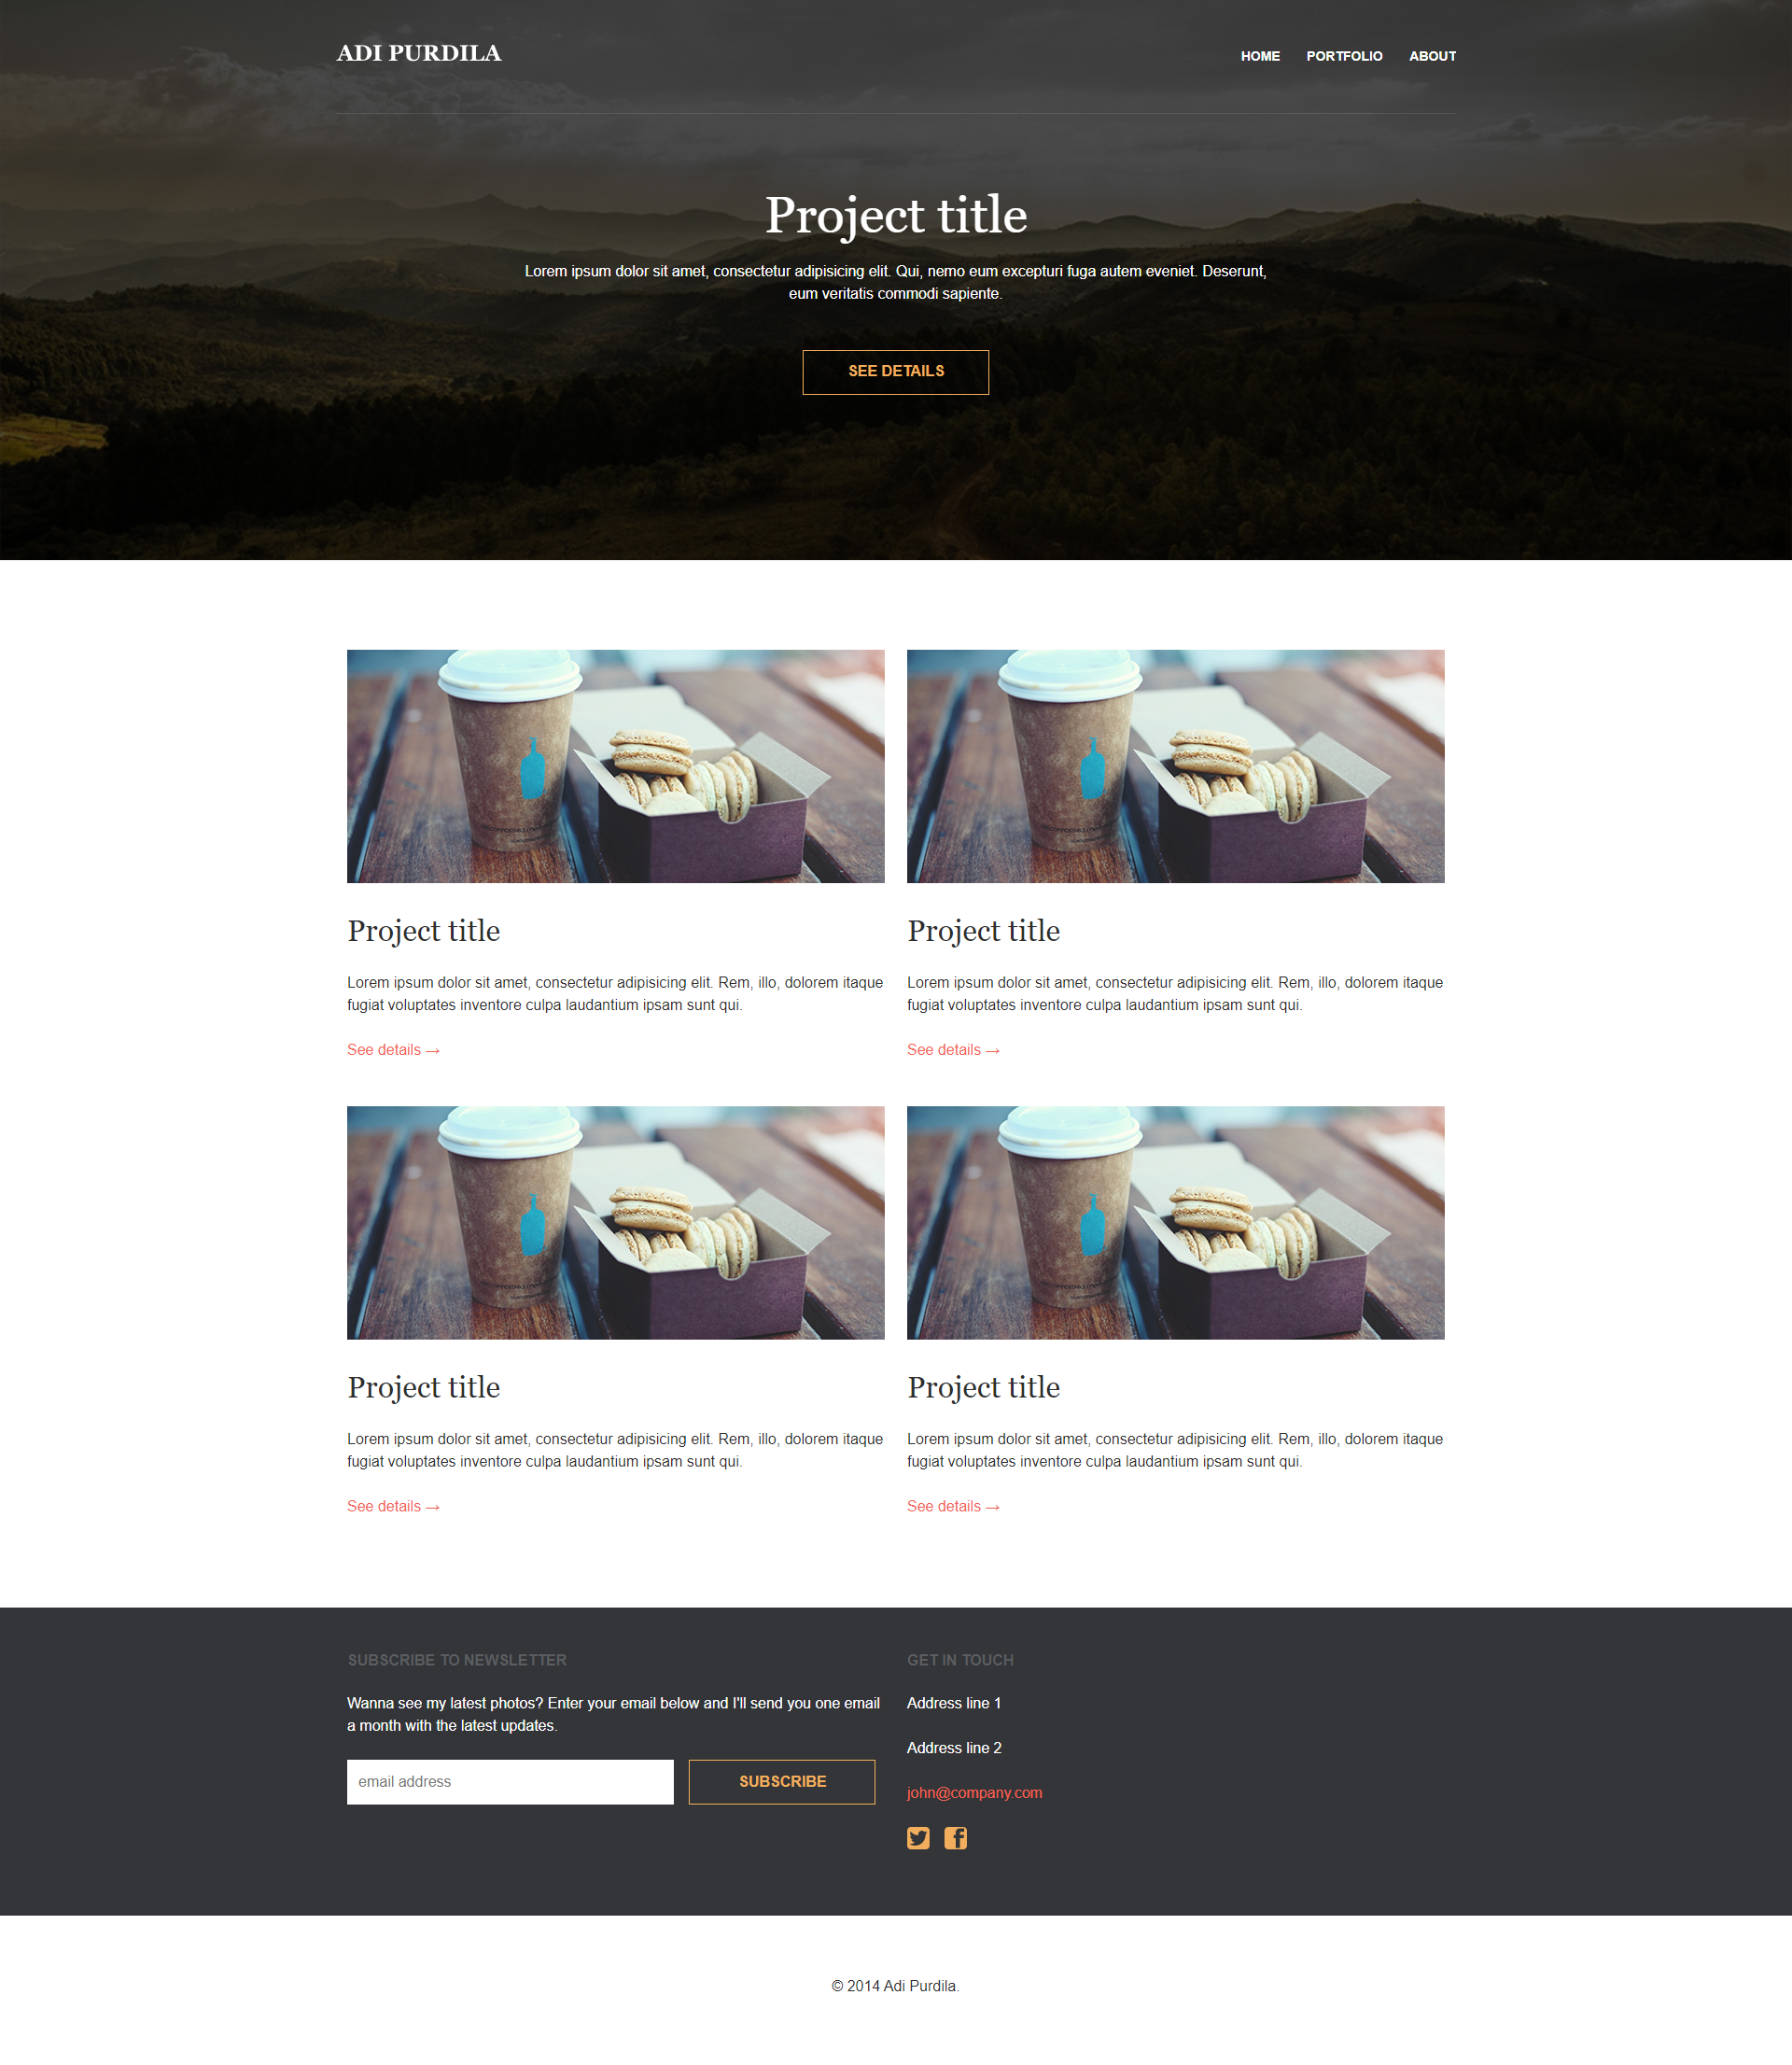 ADI PURDILA
HOME PORTFOLIO ABOUT
Project title
Lorem ipsum dolor sit amet, consectetur adipisicing elit. Qui, nemo eum excepturi fuga autem eveniet. Deserunt,
eum veritatis commodi sapiente.
SEE DETAILS
Project title
Lorem ipsum dolor sit amet, consectetur adipisicing elit. Rem, illo, dolorem itaque
fugiat voluptates inventore culpa laudantium ipsam sunt qui.
See details →
Project title
Lorem ipsum dolor sit amet, consectetur adipisicing elit. Rem, illo, dolorem itaque
fugiat voluptates inventore culpa laudantium ipsam sunt qui.
See details →
Project title
Lorem ipsum dolor sit amet, consectetur adipisicing elit. Rem, illo, dolorem itaque
fugiat voluptates inventore culpa laudantium ipsam sunt qui.
See details →
Project title
Lorem ipsum dolor sit amet, consectetur adipisicing elit. Rem, illo, dolorem itaque
fugiat voluptates inventore culpa laudantium ipsam sunt qui.
See details →
SUBSCRIBE TO NEWSLETTER
Wanna see my latest photos? Enter your email below and I'll send you one email
a month with the latest updates.
email address
SUBSCRIBE
GET IN TOUCH
Address line 1
Address line 2
john@company.com
© 2014 Adi Purdila.